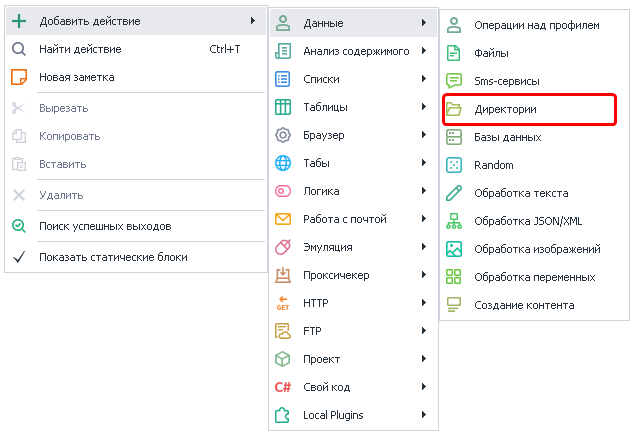 Добавить действие
Найти действие Ctrl+T
Новая заметка
Вырезать
Копировать
Вставить
Удалить
Поиск успешных выходов
Показать статические блоки
Данные
Анализ содержимого
Списки
Таблицы
Браузер
Табы
Логика
Работа с почтой
Эмуляция
Проксичекер
GET HTTP
FTP
Проект
C# Свой код
Local Plugins
Операции над профилем
Файлы
Sms-сервисы
Директории
Базы данных
Random
Обработка текста
Обработка JSON/XML
Обработка изображений
Обработка переменных
Создание контента